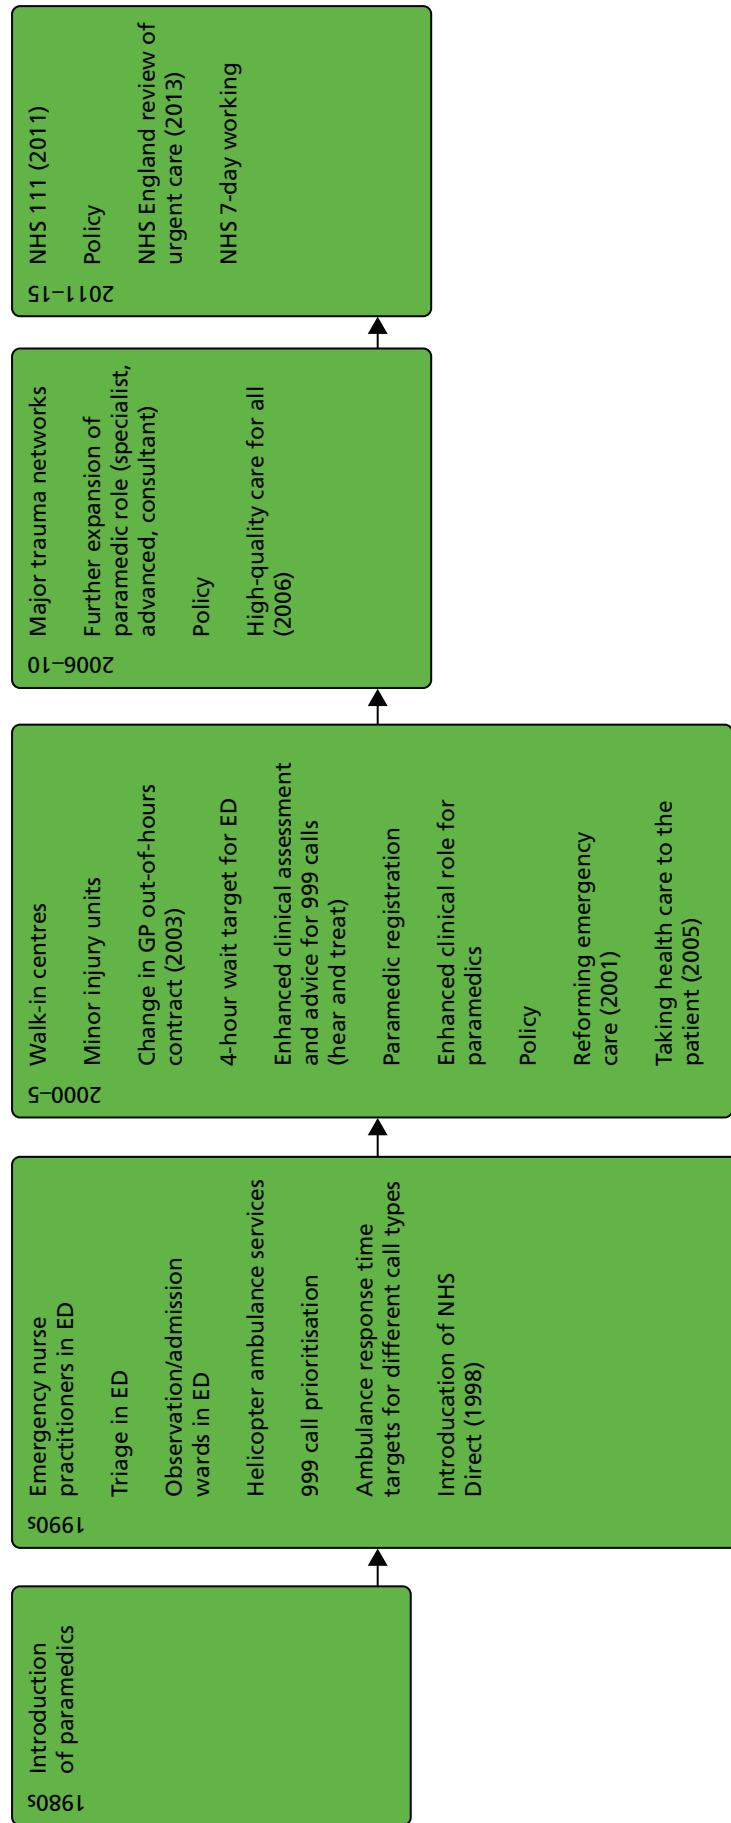 1980s
Introduction
of paramedics
1990s
Emergency nurse
practitioners in ED
Triage in ED
Observation/admission
wards in ED
Helicopter ambulance services
999 call prioritisation
Ambulance response time
targets for different call types
Introducation of NHS
Direct (1998)
2000–5
Walk-in centres
Minor injury units
Change in GP out-of-hours
contract (2003)
4-hour wait target for ED
Enhanced clinical assessment
and advice for 999 calls
(hear and treat)
Paramedic registration
Enhanced clinical role for
paramedics
Policy
Reforming emergency
care (2001)
Taking health care to the
patient (2005)
2006–10
Major trauma networks
Further expansion of
paramedic role (specialist,
advanced, consultant)
Policy
High-quality care for all
(2006)
2011–15
NHS 111 (2011)
Policy
NHS England review of
urgent care (2013)
NHS 7-day working